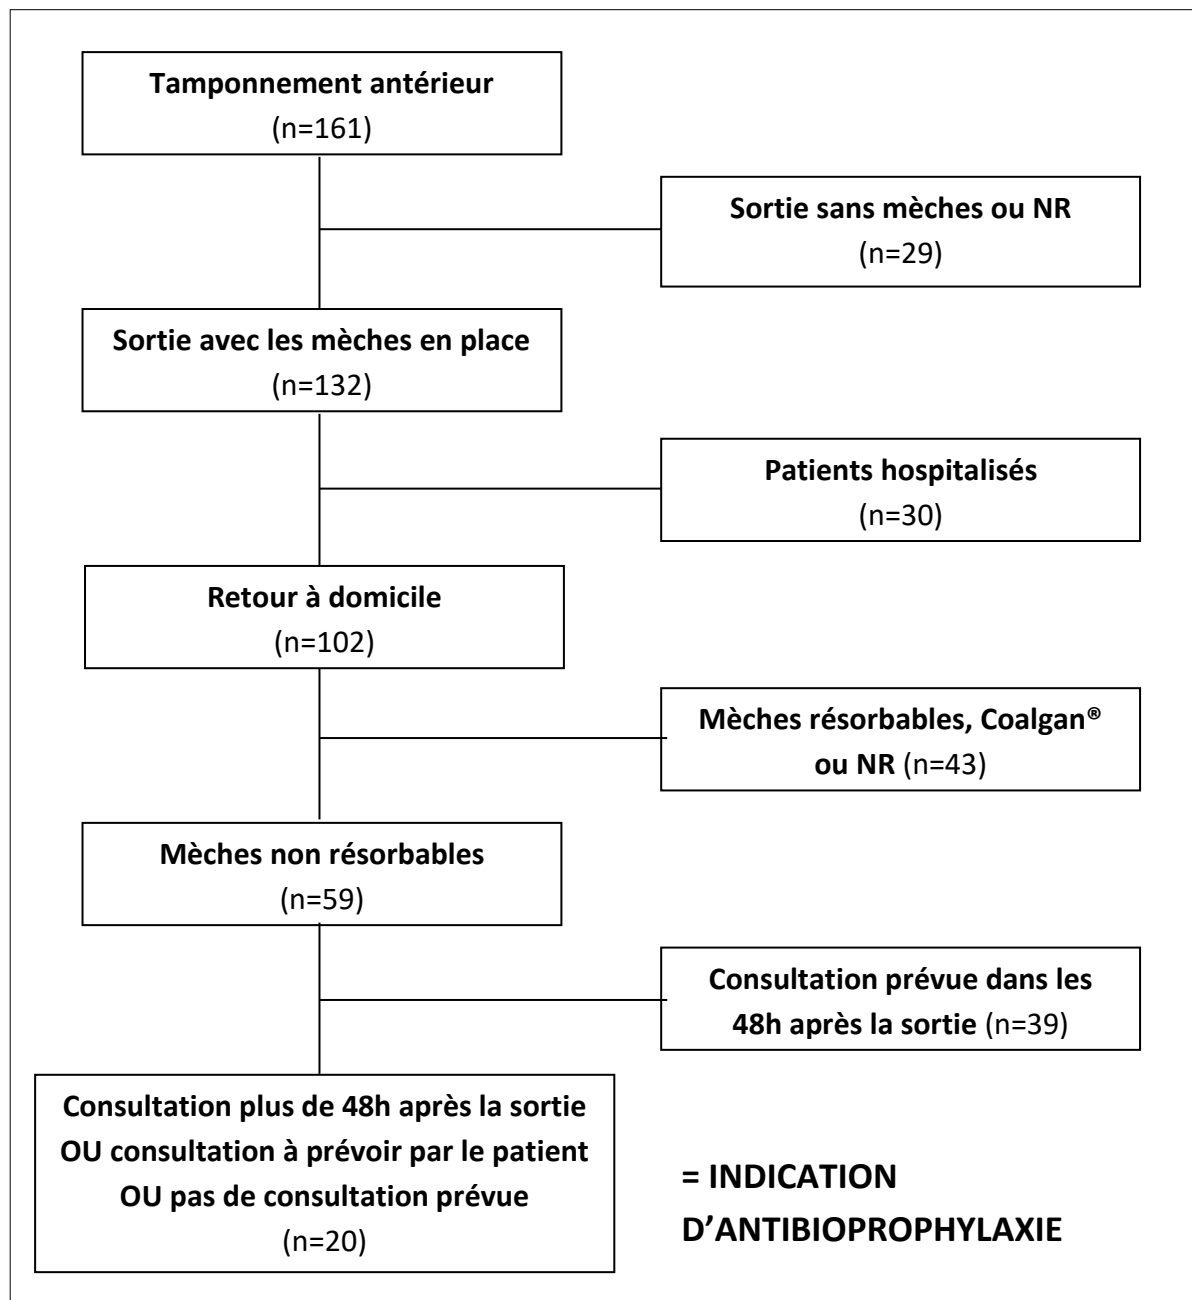 Tamponnement antérieur
(n=161)
Sortie sans mèches ou NR
(n=29)
Sortie avec les mèches en place
(n=132)
Patients hospitalisés
(n=30)
Retour à domicile
(n=102)
Mèches résorbables, Coalgan®
ou NR (n=43)
Mèches non résorbables
(n=59)
Consultation prévue dans les
48h après la sortie (n=39)
Consultation plus de 48h après la sortie
OU consultation à prévoir par le patient
OU pas de consultation prévue
(n=20)
= INDICATION
D’ANTIBIOPROPHYLAXIE